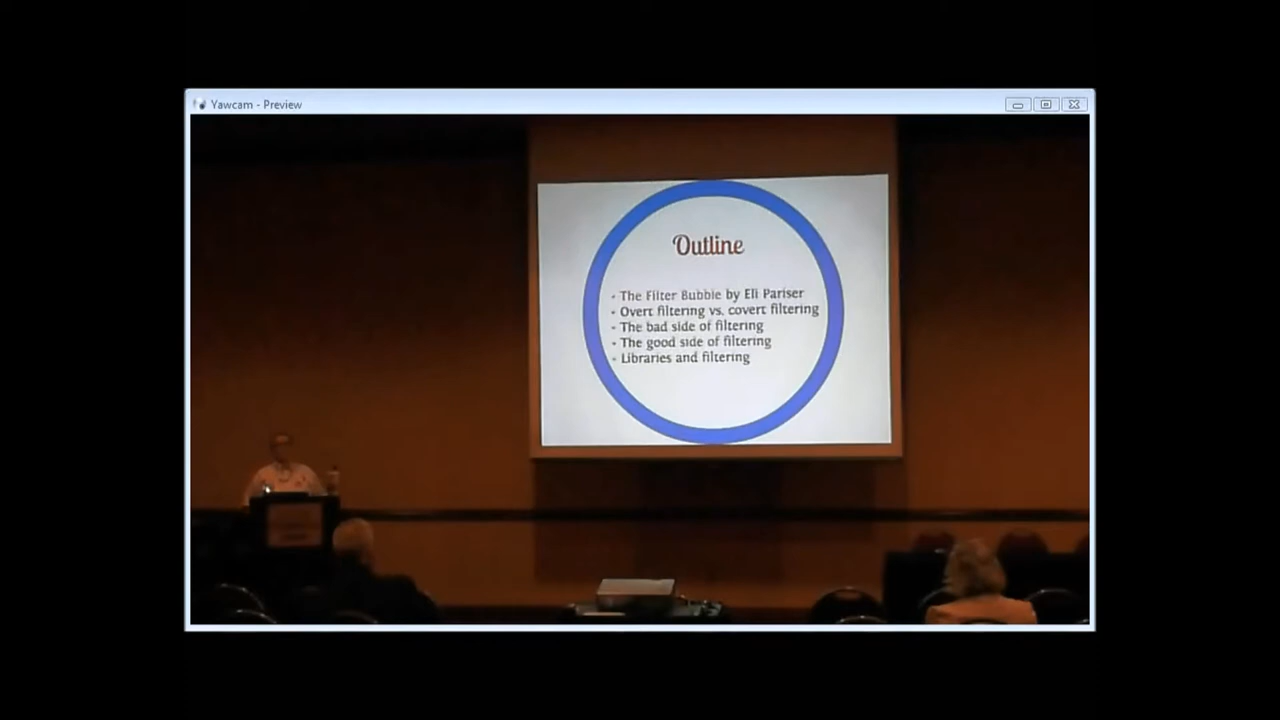 Yawcam - Preview
Outline
- The Filter Bubble by Eli Pariser
- Overt filtering vs. covert filtering
- The bad side of filtering
- The good side of filtering
- Libraries and filtering